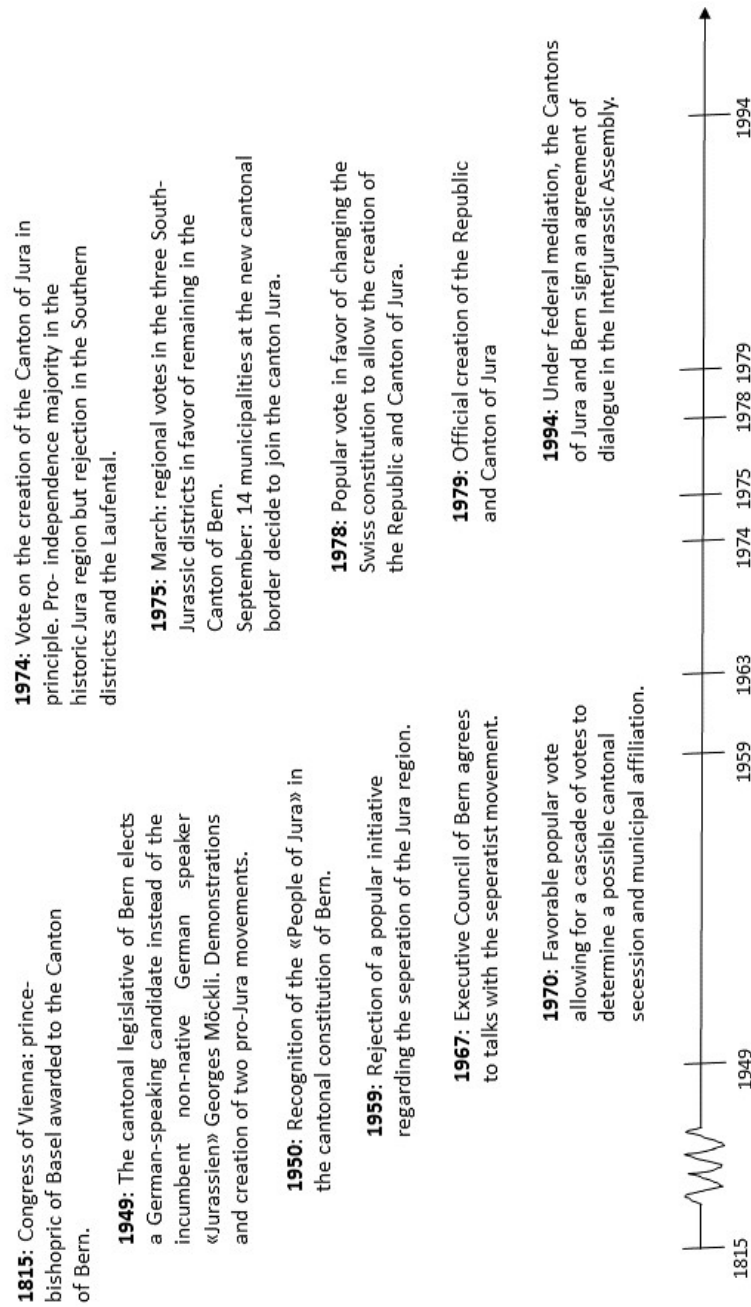 1815: Congress of Vienna: prince-
bishopric of Basel awarded to the Canton
of Bern.
1949: The cantonal legislative of Bern elects
a German-speaking candidate instead of the
incumbent non-native German speaker
«Jurassien» Georges Möckli. Demonstrations
and creation of two pro-Jura movements.
1950: Recognition of the «People of Jura» in
the cantonal constitution of Bern.
1959: Rejection of a popular initiative
regarding the seperation of the Jura region.
1967: Executive Council of Bern agrees
to talks with the seperatist movement.
1970: Favorable popular vote
allowing for a cascade of votes to
determine a possible cantonal
secession and municipal affiliation.
1974: Vote on the creation of the Canton of Jura in
principle. Pro- independence majority in the
historic Jura region but rejection in the Southern
districts and the Laufental.
1975: March: regional votes in the three South-
Jurassic districts in favor of remaining in the
Canton of Bern.
September: 14 municipalities at the new cantonal
border decide to join the canton Jura.
1978: Popular vote in favor of changing the
Swiss constitution to allow the creation of
the Republic and Canton of Jura.
1979: Official creation of the Republic
and Canton of Jura
1994: Under federal mediation, the Cantons
of Jura and Bern sign an agreement of
dialogue in the Interjurassic Assembly.
1815 1949 1959 1963 1974 1975 1978 1979 1994